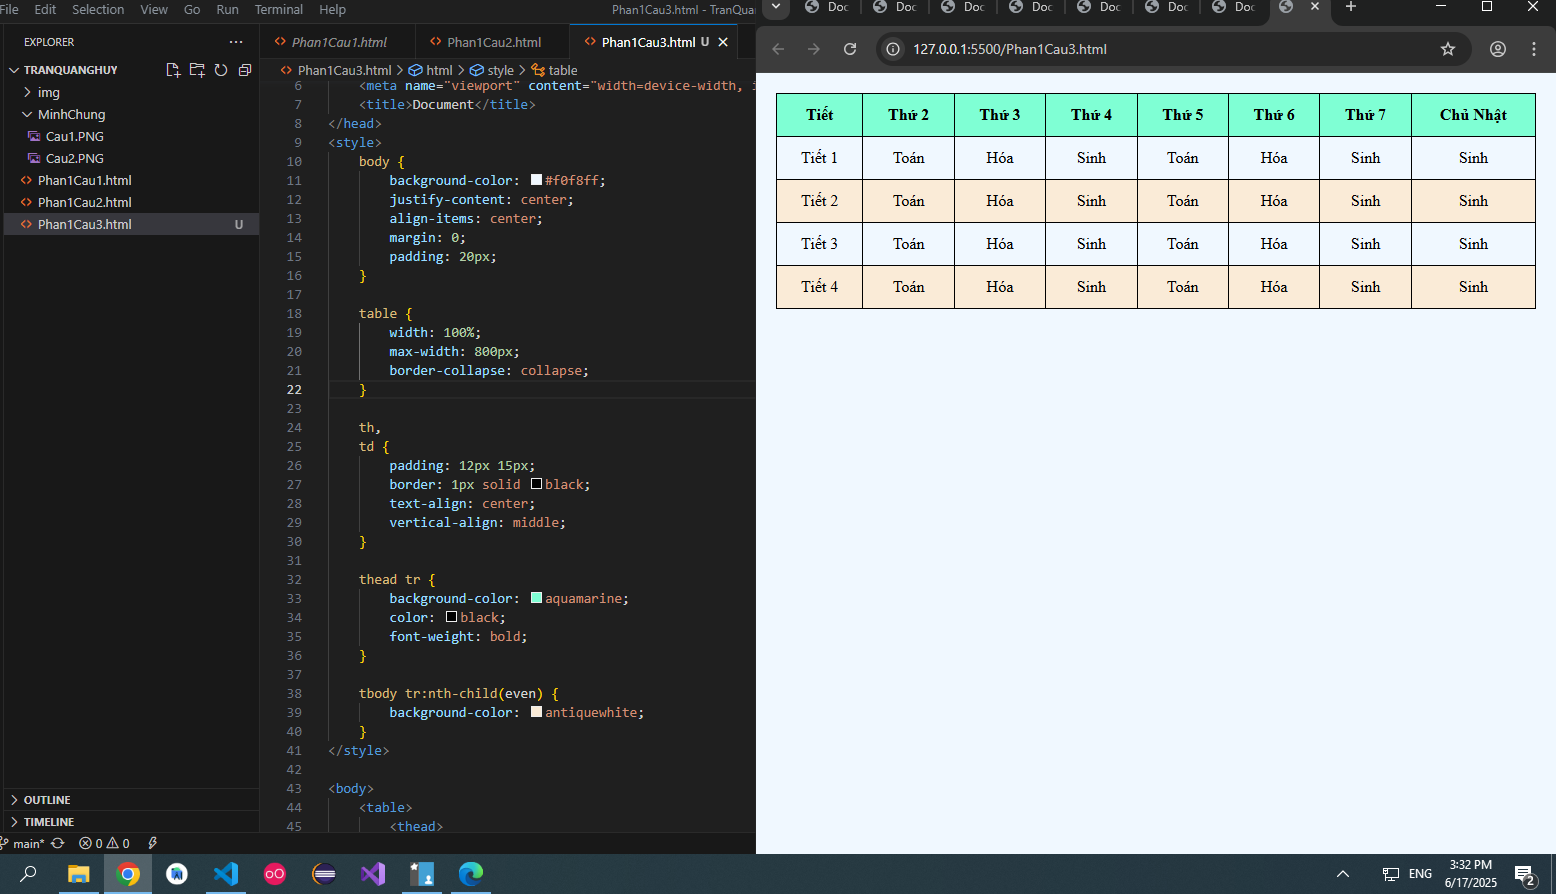 File Edit Selection View Go Run Terminal Help
Phan1Cau3.html - TranQuan
EXPLORER
TRANQUANGHUY
img
MinhChung
Cau1.PNG
Cau2.PNG
Phan1Cau1.html
Phan1Cau2.html
Phan1Cau3.html U
OUTLINE
TIMELINE
main* 0 0
Phan1Cau1.html Phan1Cau2.html Phan1Cau3.html U
Phan1Cau3.html > html > style > table
6 <meta name="viewport" content="width=device-width, i
7 <title>Document</title>
8 </head>
9 <style>
10 body {
11 background-color: #f0f8ff;
12 justify-content: center;
13 align-items: center;
14 margin: 0;
15 padding: 20px;
16 }
17
18 table {
19 width: 100%;
20 max-width: 800px;
21 border-collapse: collapse;
22 }
23
24 th,
25 td {
26 padding: 12px 15px;
27 border: 1px solid black;
28 text-align: center;
29 vertical-align: middle;
30 }
31
32 thead tr {
33 background-color: aquamarine;
34 color: black;
35 font-weight: bold;
36 }
37
38 tbody tr:nth-child(even) {
39 background-color: antiquewhite;
40 }
41 </style>
42
43 <body>
44 <table>
45 <thead>
Doc Doc Doc Doc Doc Doc Doc
127.0.0.1:5500/Phan1Cau3.html
Tiết Thứ 2 Thứ 3 Thứ 4 Thứ 5 Thứ 6 Thứ 7 Chủ Nhật
Tiết 1 Toán Hóa Sinh Toán Hóa Sinh Sinh
Tiết 2 Toán Hóa Sinh Toán Hóa Sinh Sinh
Tiết 3 Toán Hóa Sinh Toán Hóa Sinh Sinh
Tiết 4 Toán Hóa Sinh Toán Hóa Sinh Sinh
ENG
3:32 PM
6/17/2025
2